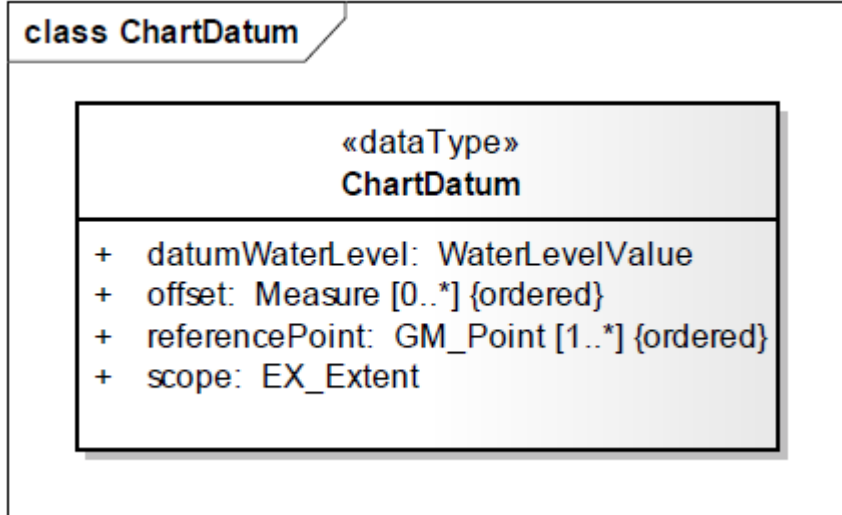 class ChartDatum
«dataType»
ChartDatum
+ datumWaterLevel: WaterLevelValue
+ offset: Measure [0..*] {ordered}
+ referencePoint: GM_Point [1..*] {ordered}
+ scope: EX_Extent